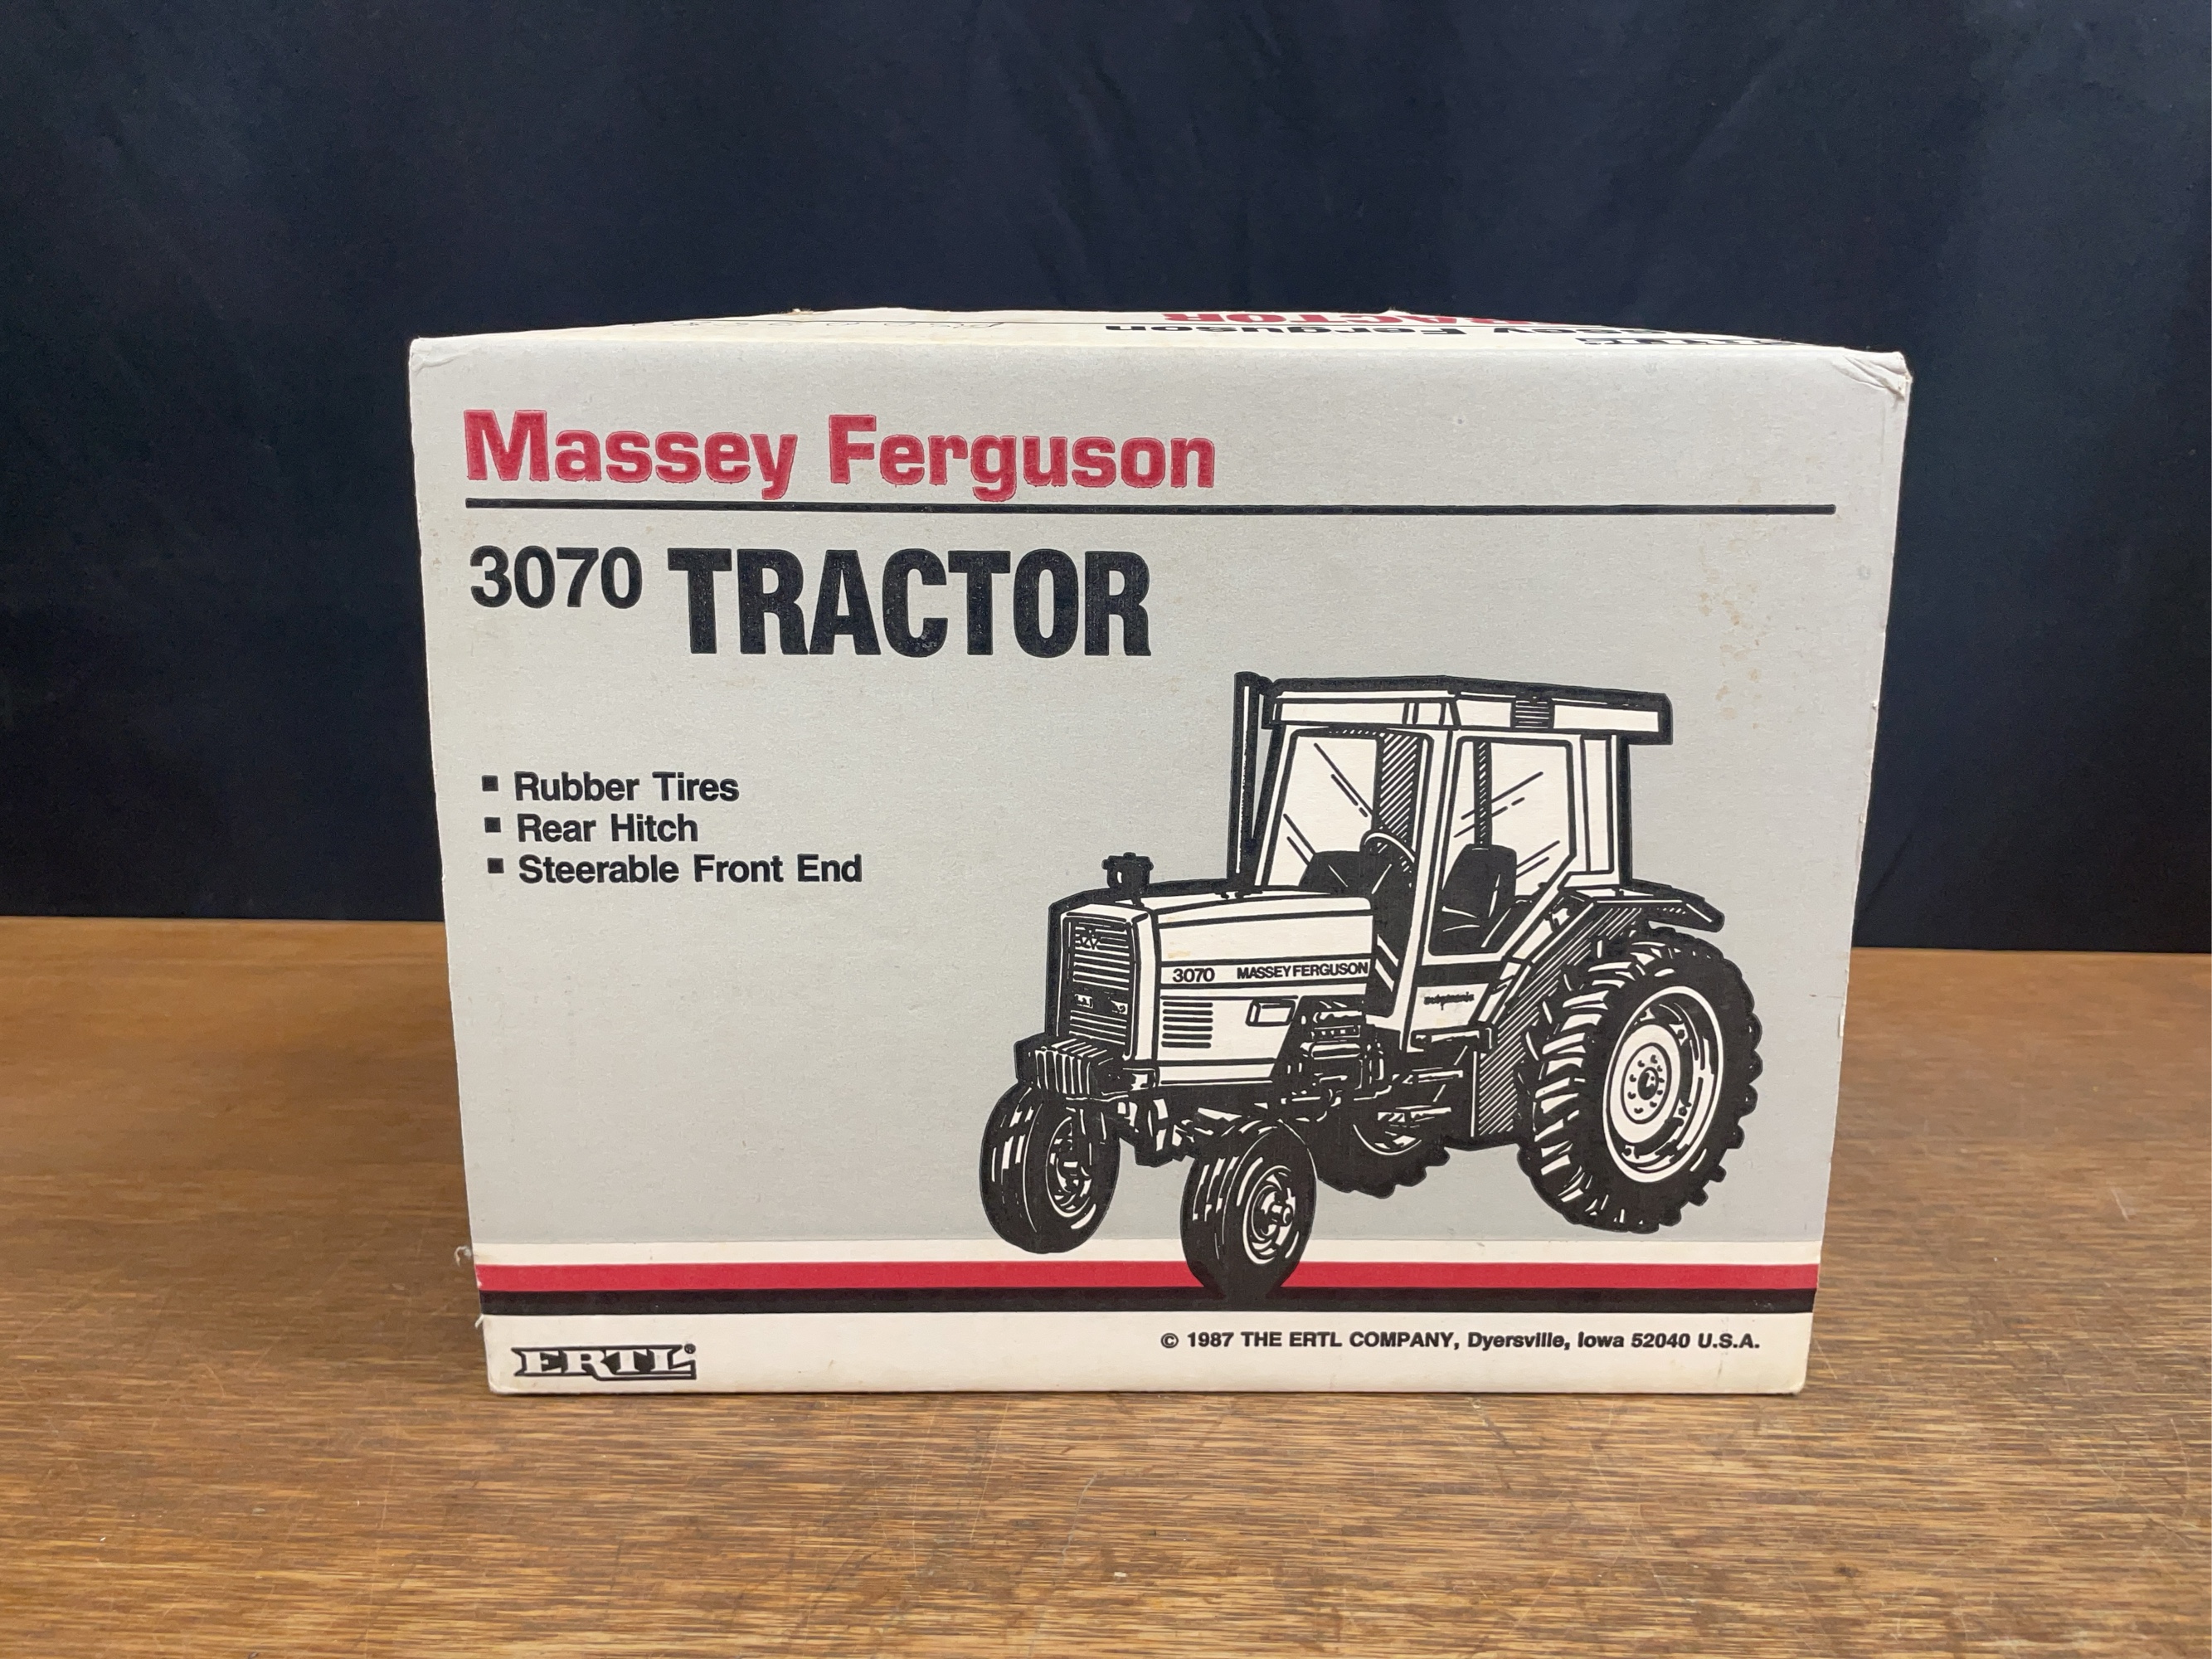 Massey Ferguson
3070 TRACTOR
▪ Rubber Tires
▪ Rear Hitch
▪ Steerable Front End
3070 MASSEY FERGUSON
ERTL®
© 1987 THE ERTL COMPANY, Dyersville, Iowa 52040 U.S.A.